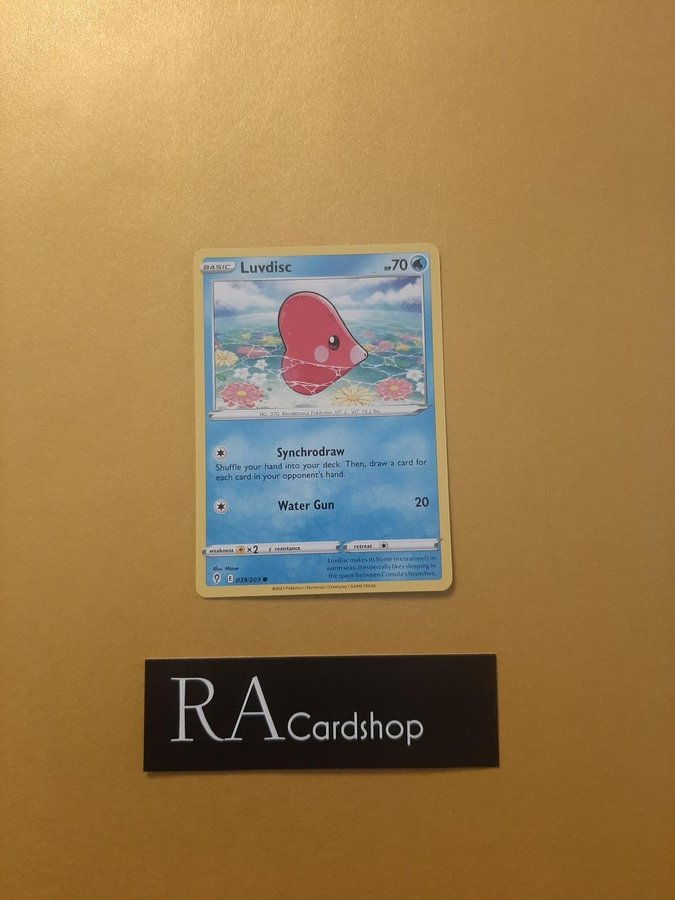 BASIC Luvdisc HP 70
NO. 370 Rendezvous Pokémon HT: 2' WT: 19.2 lbs.
Synchrodraw
Shuffle your hand into your deck. Then, draw a card for
each card in your opponent's hand.
Water Gun 20
weakness ×2 resistance retreat
Luvdisc makes its home in coral reefs in
warm seas. It especially likes sleeping in
the space between Corsola's branches.
Illus. Mizue
E 039/203
©2021 Pokémon / Nintendo / Creatures / GAME FREAK
RA Cardshop